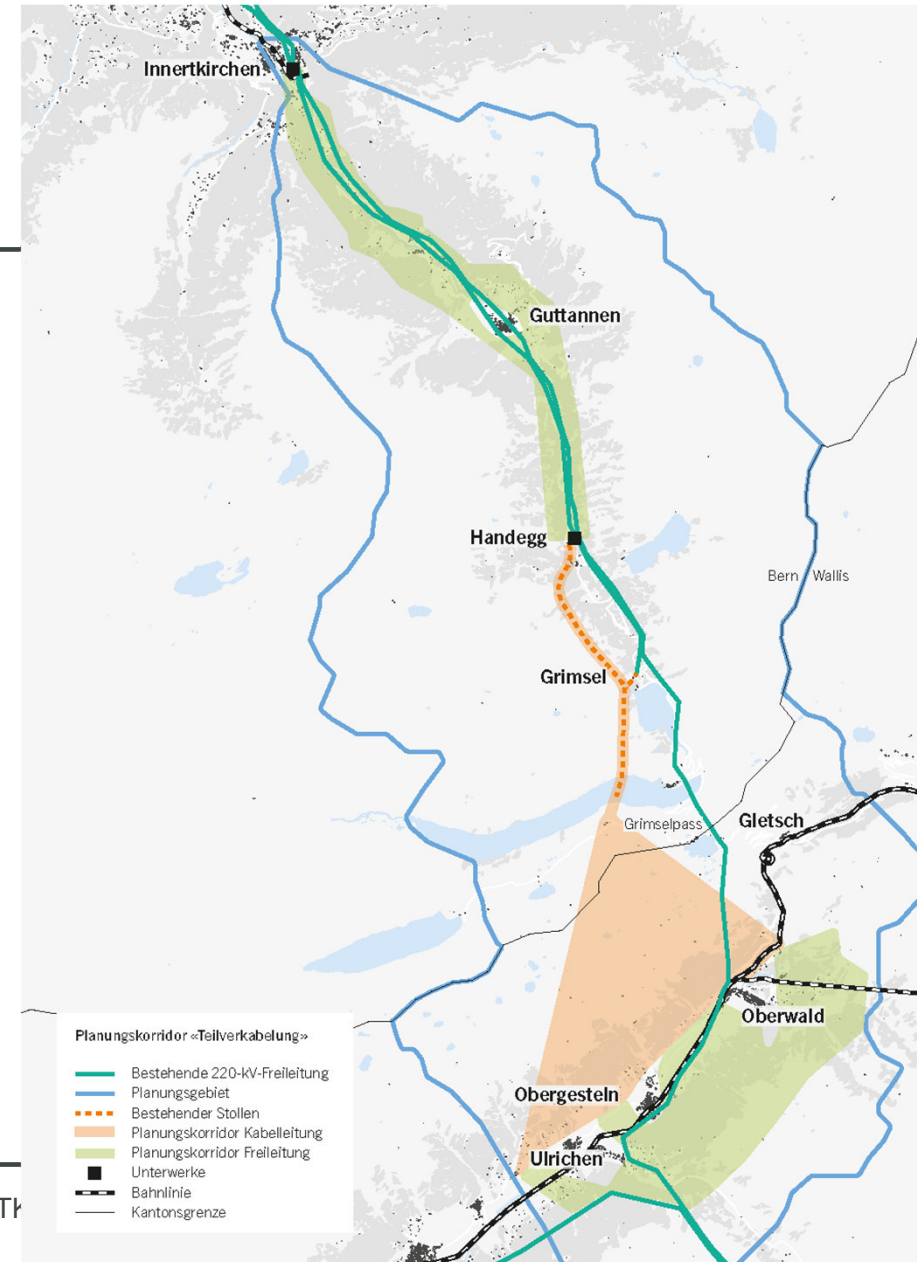 Innertkirchen
Guttannen
Handegg
Bern Wallis
Grimsel
Grimselpass
Gletsch
Oberwald
Obergesteln
Ulrichen
Planungskorridor «Teilverkabelung»
Bestehende 220-kV-Freileitung
Planungsgebiet
Bestehender Stollen
Planungskorridor Kabelleitung
Planungskorridor Freileitung
Unterwerke
Bahnlinie
Kantonsgrenze